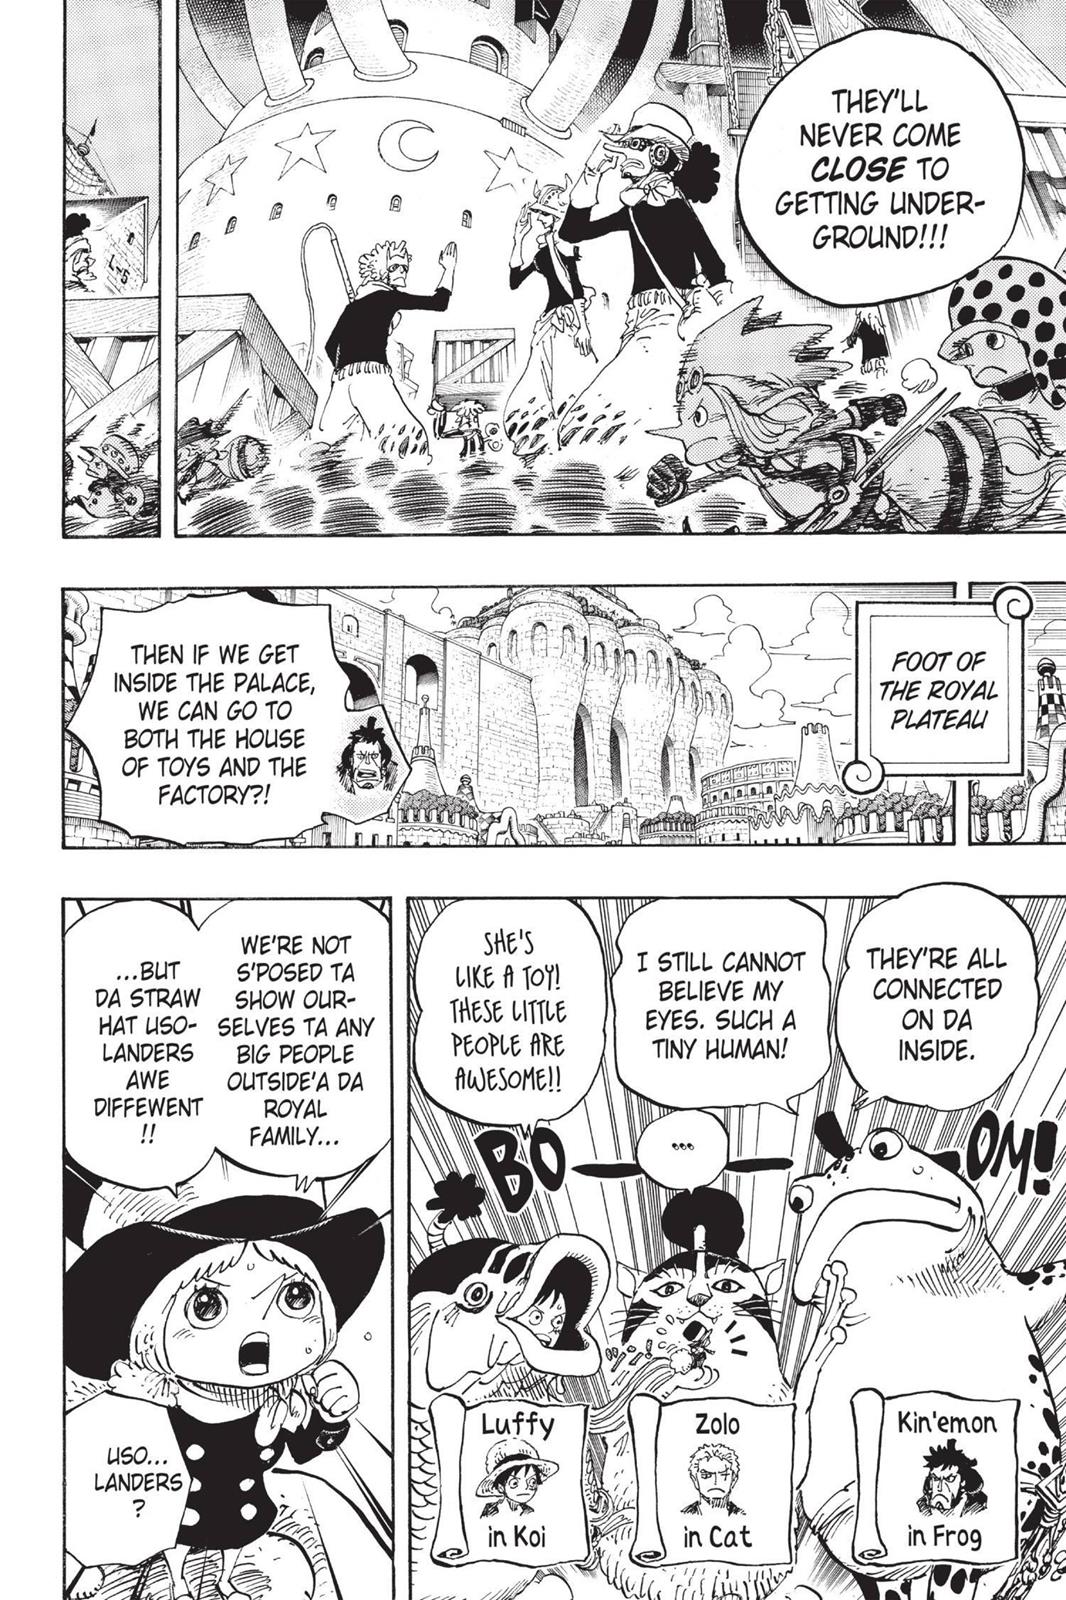 THEY'LL
NEVER COME
CLOSE TO
GETTING UNDER-
GROUND!!!
L-5
FOOT OF
THE ROYAL
PLATEAU
THEN IF WE GET
INSIDE THE PALACE,
WE CAN GO TO
BOTH THE HOUSE
OF TOYS AND THE
FACTORY?!
THEY'RE ALL
CONNECTED
ON DA
INSIDE.
I STILL CANNOT
BELIEVE MY
EYES. SUCH A
TINY HUMAN!
SHE'S
LIKE A TOY!
THESE LITTLE
PEOPLE ARE
AWESOME!!
...
BO
OM!
Luffy
in Koi
Zolo
in Cat
Kin'emon
in Frog
WE'RE NOT
S'POSED TA
SHOW OUR-
SELVES TA ANY
BIG PEOPLE
OUTSIDE'A DA
ROYAL
FAMILY...
...BUT
DA STRAW
HAT USO-
LANDERS
AWE
DIFFEWENT
!!
USO...
LANDERS
?